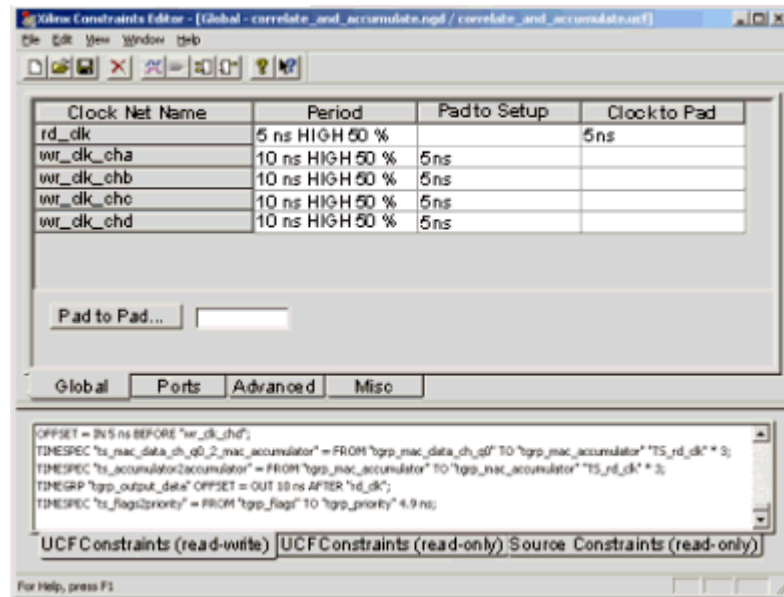 Xilinx Constraints Editor - [Global - correlate_and_accumulate.ngd / correlate_and_accumulate.ucf]
File Edit View Window Help
Clock Net Name Period Pad to Setup Clock to Pad
rd_clk 5 ns HIGH 50 % 5ns
wr_clk_cha 10 ns HIGH 50 % 5ns
wr_clk_chb 10 ns HIGH 50 % 5ns
wr_clk_chc 10 ns HIGH 50 % 5ns
wr_clk_chd 10 ns HIGH 50 % 5ns
Pad to Pad...
Global Ports Advanced Misc
OFFSET = IN 5 ns BEFORE "wr_clk_chd";
TIMESPEC "ts_mac_data_ch_q0_2_mac_accumulator" = FROM "tgrp_mac_data_ch_q0" TO "tgrp_mac_accumulator" "TS_rd_clk" * 3;
TIMESPEC "ts_accumulator2accumulator" = FROM "tgrp_mac_accumulator" TO "tgrp_mac_accumulator" "TS_rd_clk" * 3;
TIMEGRP "tgrp_output_data" OFFSET = OUT 10 ns AFTER "rd_clk";
TIMESPEC "ts_flags2priority" = FROM "tgrp_flags" TO "tgrp_priority" 4.9 ns;
UCF Constraints (read-write) UCF Constraints (read-only) Source Constraints (read-only)
For Help, press F1